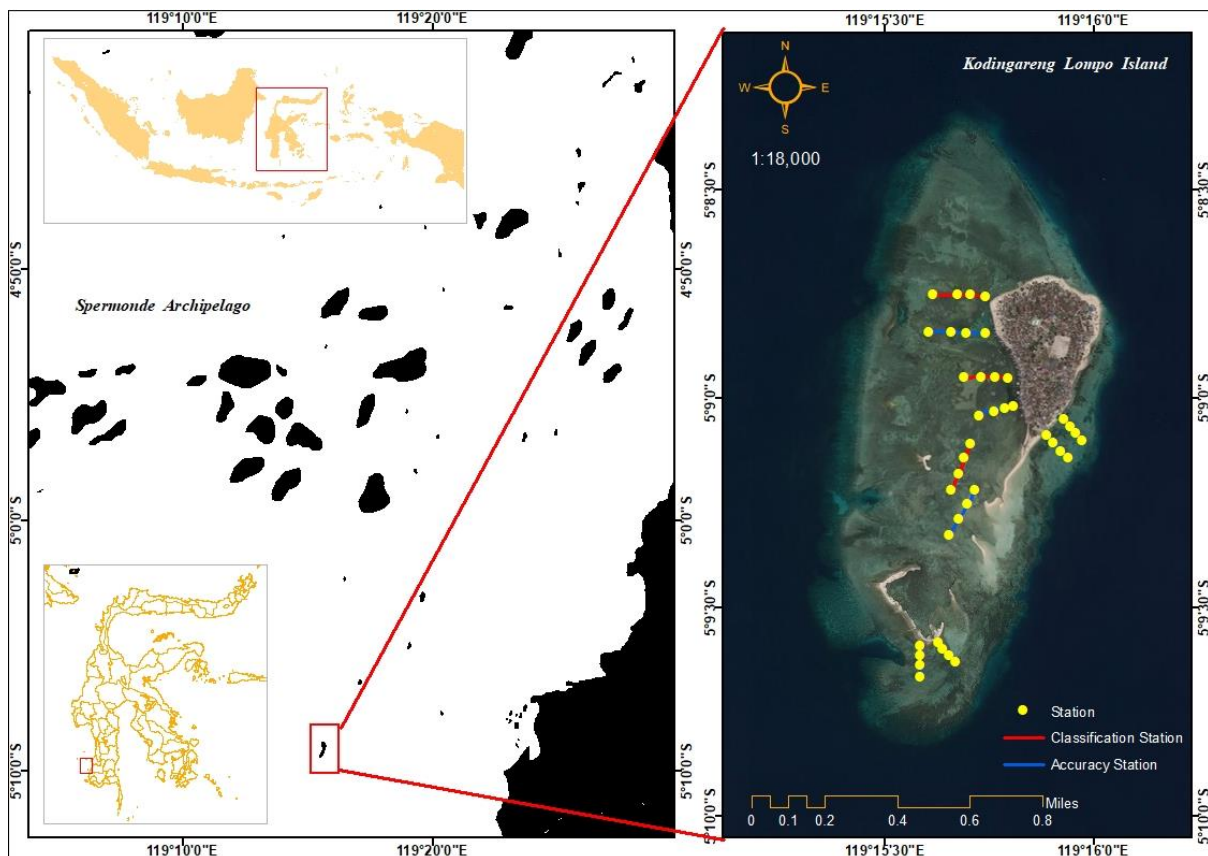 119°10'0"E
119°20'0"E
119°15'30"E
119°16'0"E
Kodingareng Lompo Island
N
W
E
S
1:18,000
5°8'30"S
5°8'30"S
4°50'0"S
4°50'0"S
Spermonde Archipelago
5°9'0"S
5°9'0"S
5°0'0"S
5°0'0"S
5°9'30"S
5°9'30"S
Station
Classification Station
Accuracy Station
5°10'0"S
5°10'0"S
Miles
0
0.1
0.2
0.4
0.6
0.8
5°10'0"S
5°10'0"S
119°10'0"E
119°20'0"E
119°15'30"E
119°16'0"E